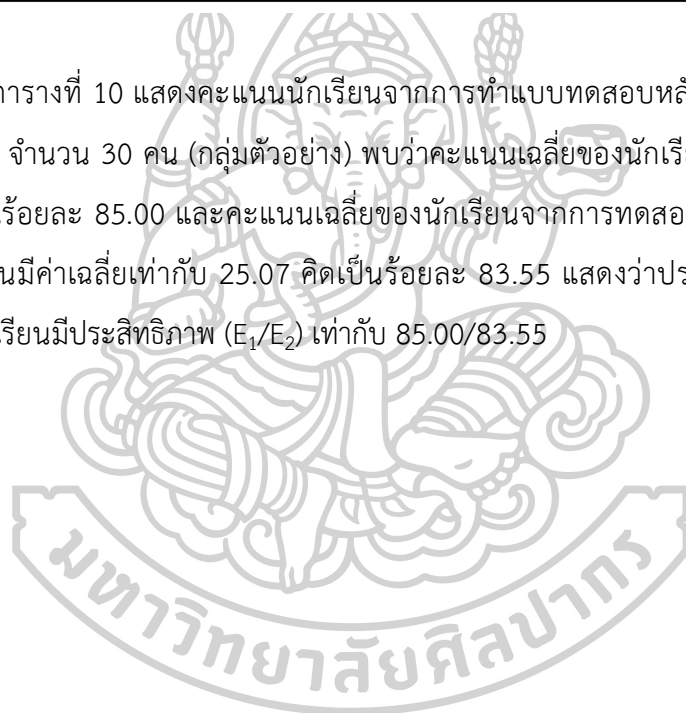 ตารางที่ 10 แสดงคะแนนนักเรียนจากการทำแบบทดสอบหลั
จำนวน 30 คน (กลุ่มตัวอย่าง) พบว่าคะแนนเฉลี่ยของนักเรี
ร้อยละ 85.00 และคะแนนเฉลี่ยของนักเรียนจากการทดสอ
นมีค่าเฉลี่ยเท่ากับ 25.07 คิดเป็นร้อยละ 83.55 แสดงว่าประ
เรียนมีประสิทธิภาพ (E₁/E₂) เท่ากับ 85.00/83.55
มหาวิทยาลัยศิลปากร